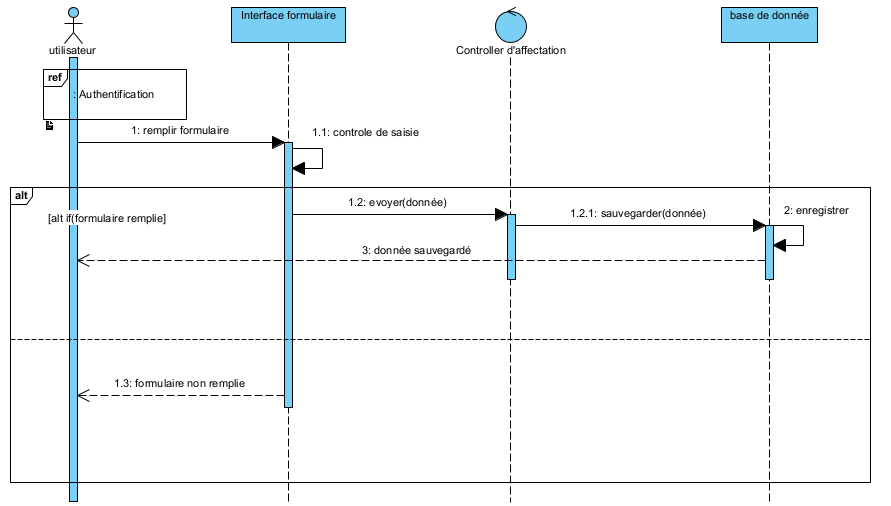 utilisateur
Interface formulaire
Controller d'affectation
base de donnée
ref
: Authentification
1: remplir formulaire
1.1: controle de saisie
alt
[alt if(formulaire remplie]
1.2: evoyer(donnée)
1.2.1: sauvegarder(donnée)
2: enregistrer
3: donnée sauvegardé
1.3: formulaire non remplie